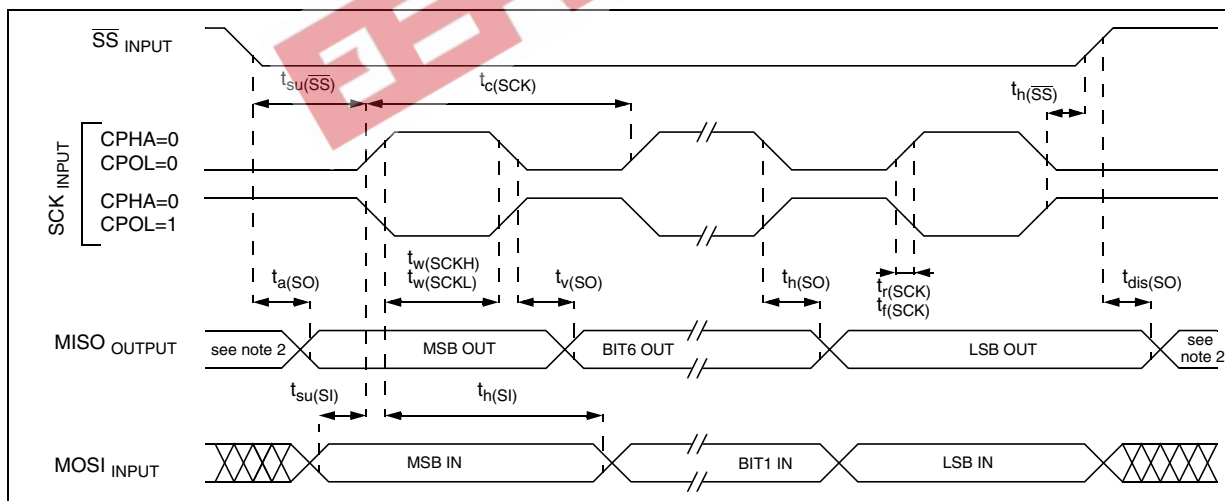 SS INPUT
tsu(SS)
tc(SCK)
th(SS)
SCK INPUT
CPHA=0
CPOL=0
CPHA=0
CPOL=1
ta(SO)
tw(SCKH)
tw(SCKL)
tv(SO)
th(SO)
tr(SCK)
tf(SCK)
tdis(SO)
MISO OUTPUT
see note 2
MSB OUT
BIT6 OUT
LSB OUT
see
note 2
tsu(SI)
th(SI)
MOSI INPUT
MSB IN
BIT1 IN
LSB IN